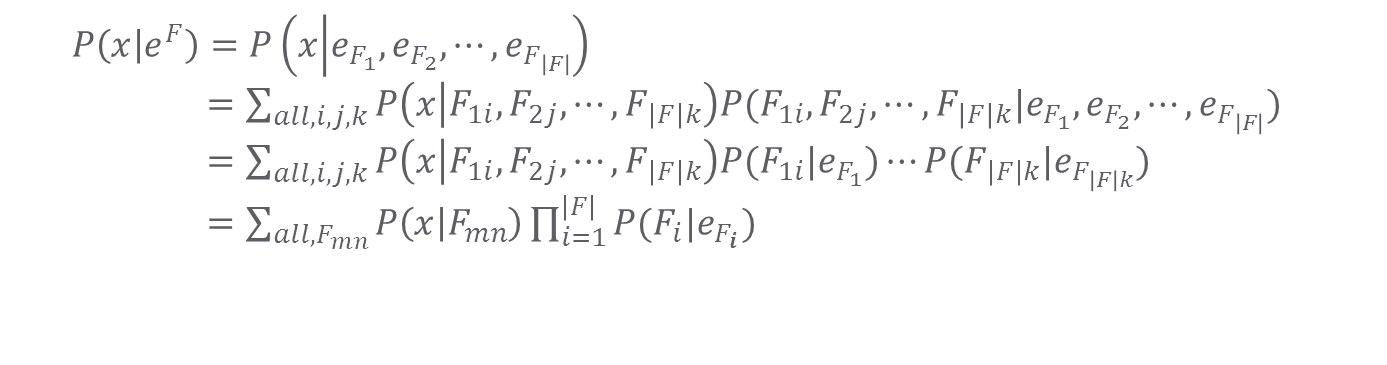 P(x|e^F) = P(x|e_{F_1}, e_{F_2}, ⋯, e_{F_{|F|}})
= ∑_{all,i,j,k} P(x|F_{1i}, F_{2j}, ⋯, F_{|F|k})P(F_{1i}, F_{2j}, ⋯, F_{|F|k}|e_{F_1}, e_{F_2}, ⋯, e_{F_{|F|}})
= ∑_{all,i,j,k} P(x|F_{1i}, F_{2j}, ⋯, F_{|F|k})P(F_{1i}|e_{F_1}) ⋯ P(F_{|F|k}|e_{F_{|F|k}})
= ∑_{all,F_{mn}} P(x|F_{mn}) ∏_{i=1}^{|F|} P(F_i|e_{F_i})